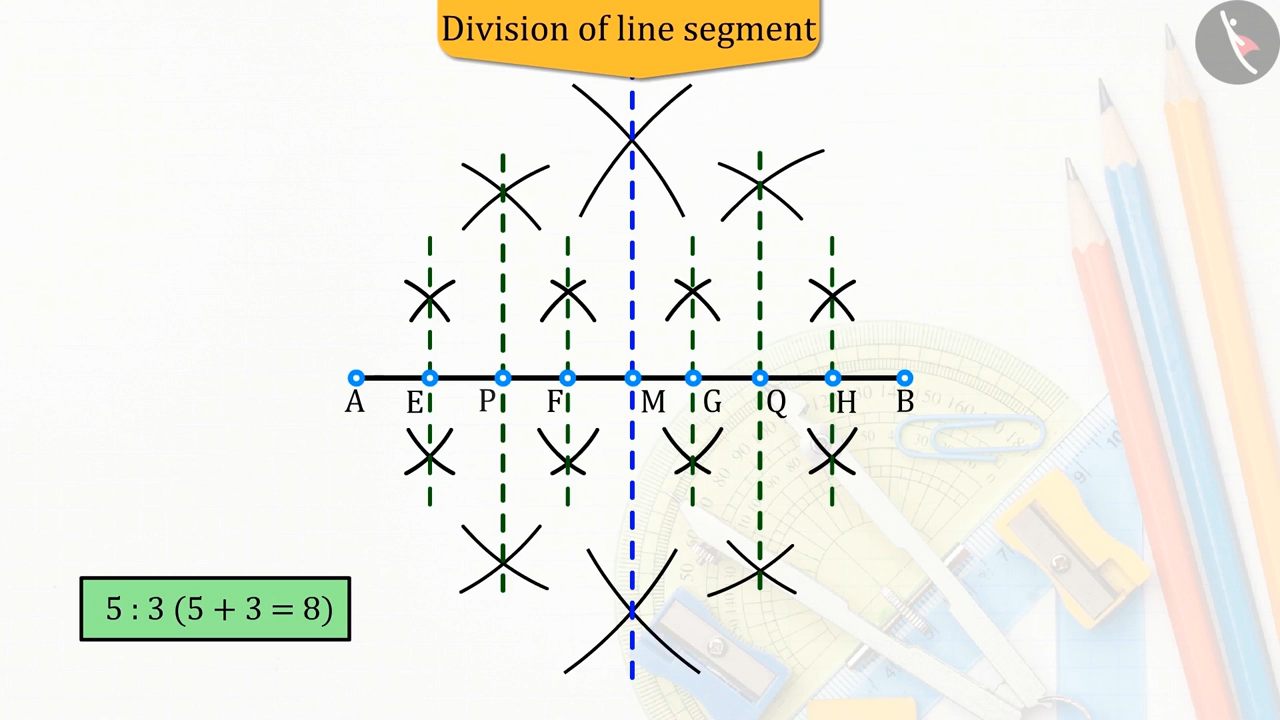 Division of line segment
A E P F M G Q H B
5 : 3 (5 + 3 = 8)